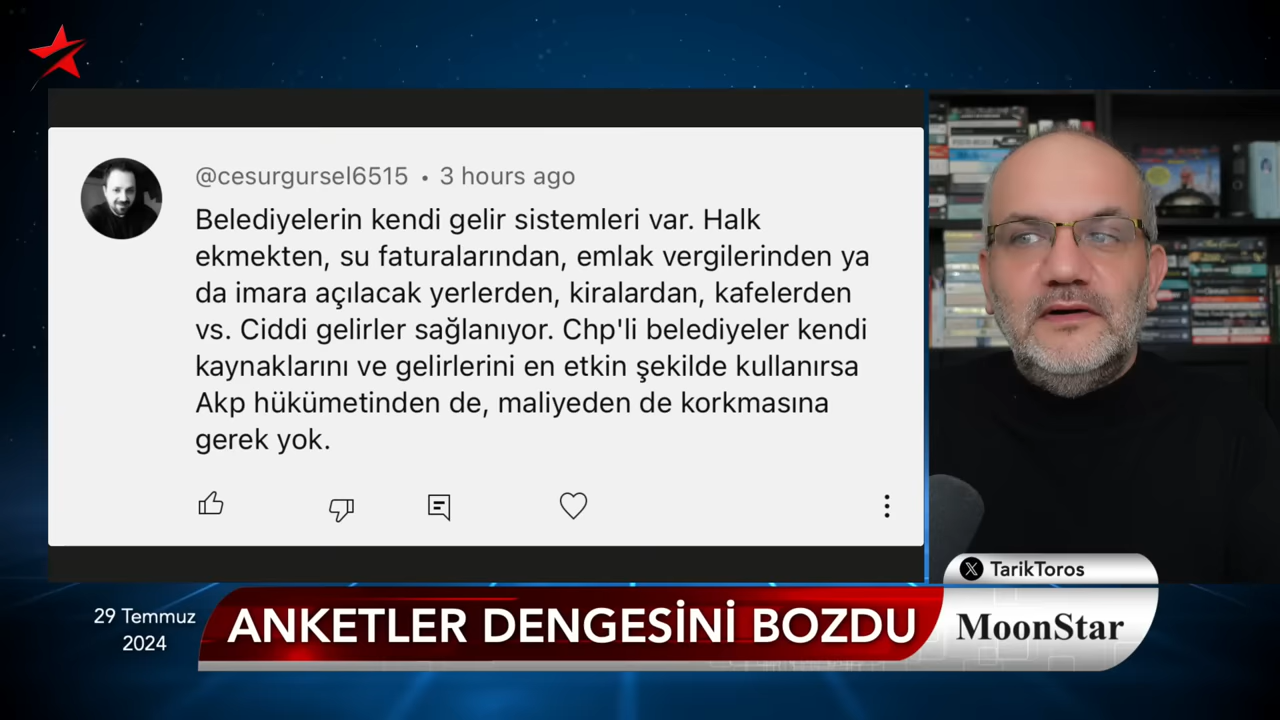 @cesurgursel6515 • 3 hours ago
Belediyelerin kendi gelir sistemleri var. Halk
ekmekten, su faturalarından, emlak vergilerinden ya
da imara açılacak yerlerden, kiralardan, kafelerden
vs. Ciddi gelirler sağlanıyor. Chp'li belediyeler kendi
kaynaklarını ve gelirlerini en etkin şekilde kullanırsa
Akp hükümetinden de, maliyeden de korkmasına
gerek yok.
TarikToros
29 Temmuz
2024
ANKETLER DENGESİNİ BOZDU
MoonStar